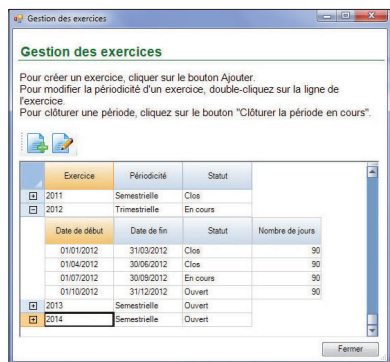 Gestion des exercices
Gestion des exercices
Pour créer un exercice, cliquer sur le bouton Ajouter.
Pour modifier la périodicité d'un exercice, double-cliquez sur la ligne de
l'exercice.
Pour clôturer une période, cliquez sur le bouton "Clôturer la période en cours".
Exercice Périodicité Statut
2011 Semestrielle Clos
2012 Trimestrielle En cours
Date de début Date de fin Statut Nombre de jours
01/01/2012 31/03/2012 Clos 90
01/04/2012 30/06/2012 Clos 90
01/07/2012 30/09/2012 En cours 90
01/10/2012 31/12/2012 Ouvert 90
2013 Semestrielle Ouvert
2014 Semestrielle Ouvert
Fermer